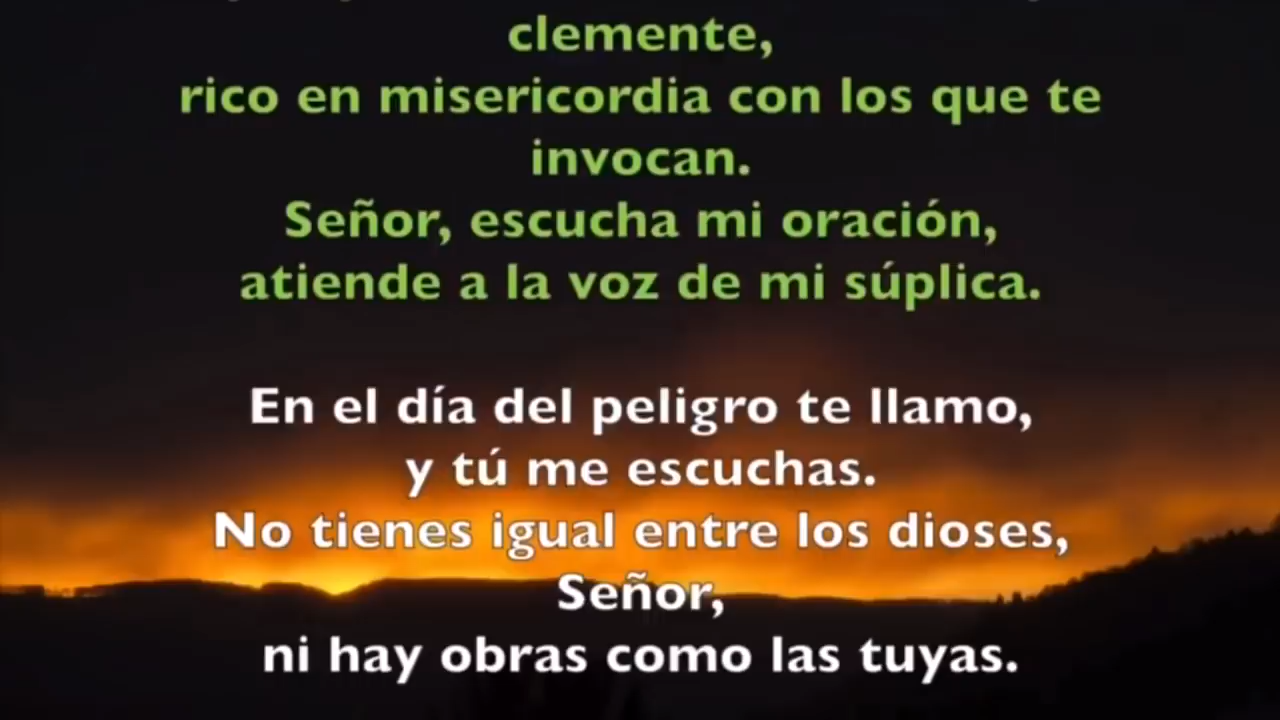 clemente,
rico en misericordia con los que te
invocan.
Señor, escucha mi oración,
atiende a la voz de mi súplica.
En el día del peligro te llamo,
y tú me escuchas.
No tienes igual entre los dioses,
Señor,
ni hay obras como las tuyas.